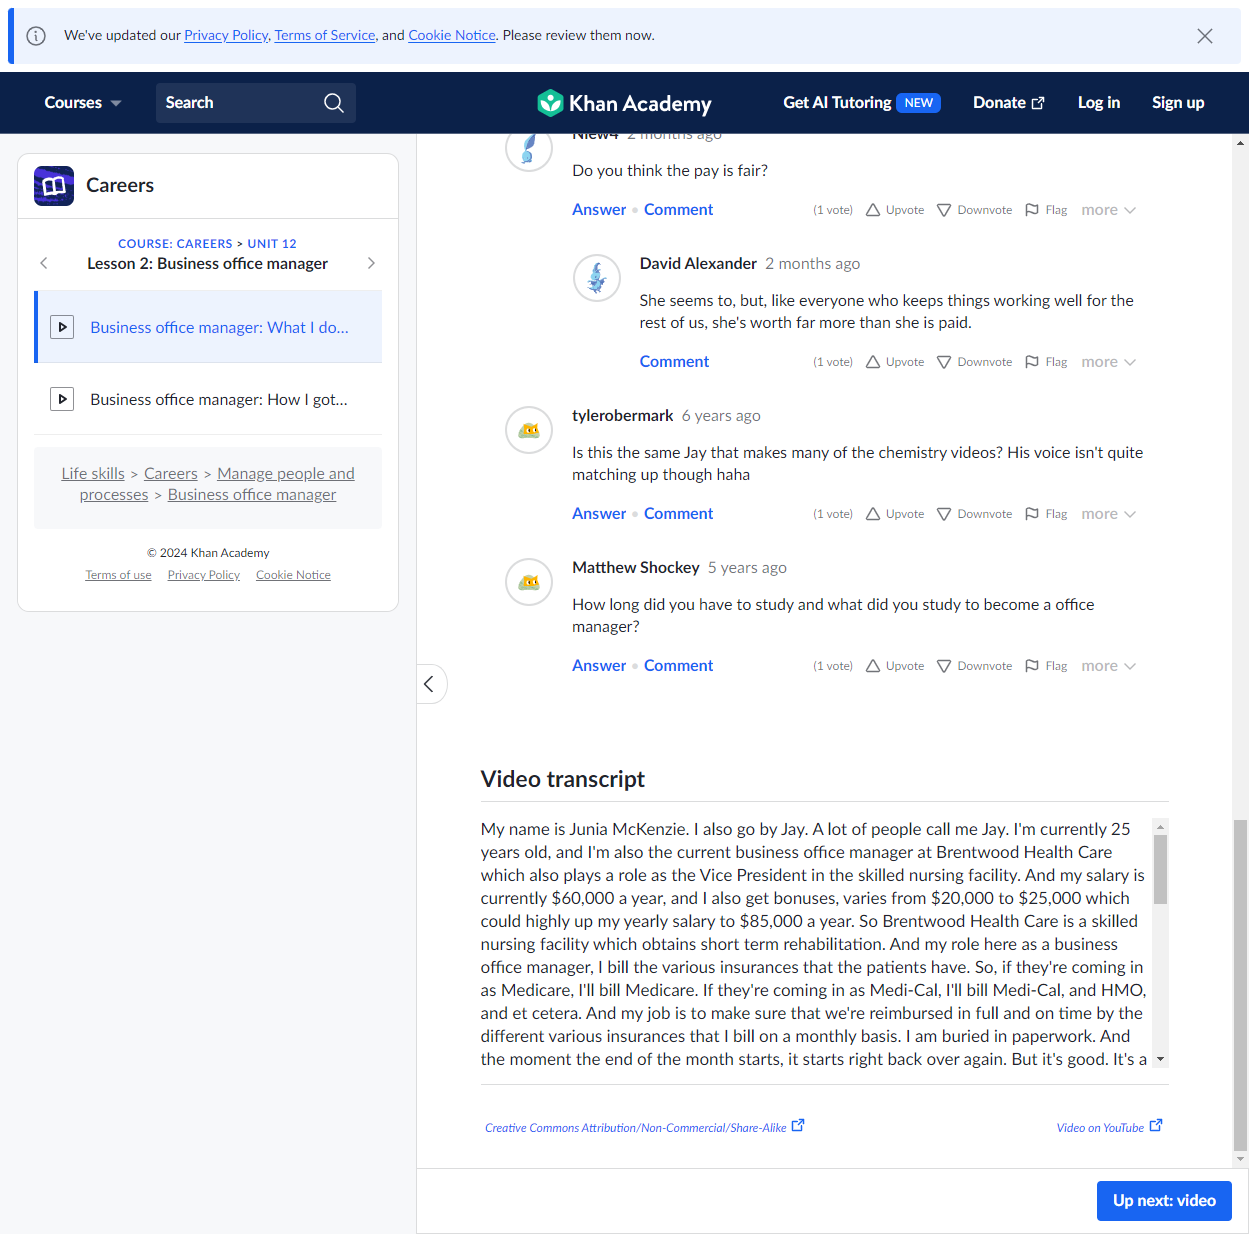 We've updated our Privacy Policy, Terms of Service, and Cookie Notice. Please review them now.
Courses
Search
Khan Academy
Get AI Tutoring NEW
Donate
Log in
Sign up
Careers
COURSE: CAREERS > UNIT 12
Lesson 2: Business office manager
Business office manager: What I do...
Business office manager: How I got...
Life skills > Careers > Manage people and
processes > Business office manager
© 2024 Khan Academy
Terms of use Privacy Policy Cookie Notice
2 months ago
Do you think the pay is fair?
Answer • Comment (1 vote) Upvote Downvote Flag more
David Alexander 2 months ago
She seems to, but, like everyone who keeps things working well for the
rest of us, she's worth far more than she is paid.
Comment (1 vote) Upvote Downvote Flag more
tylerobermark 6 years ago
Is this the same Jay that makes many of the chemistry videos? His voice isn't quite
matching up though haha
Answer • Comment (1 vote) Upvote Downvote Flag more
Matthew Shockey 5 years ago
How long did you have to study and what did you study to become a office
manager?
Answer • Comment (1 vote) Upvote Downvote Flag more
Video transcript
My name is Junia McKenzie. I also go by Jay. A lot of people call me Jay. I'm currently 25
years old, and I'm also the current business office manager at Brentwood Health Care
which also plays a role as the Vice President in the skilled nursing facility. And my salary is
currently $60,000 a year, and I also get bonuses, varies from $20,000 to $25,000 which
could highly up my yearly salary to $85,000 a year. So Brentwood Health Care is a skilled
nursing facility which obtains short term rehabilitation. And my role here as a business
office manager, I bill the various insurances that the patients have. So, if they're coming in
as Medicare, I'll bill Medicare. If they're coming in as Medi-Cal, I'll bill Medi-Cal, and HMO,
and et cetera. And my job is to make sure that we're reimbursed in full and on time by the
different various insurances that I bill on a monthly basis. I am buried in paperwork. And
the moment the end of the month starts, it starts right back over again. But it's good. It's a
Creative Commons Attribution/Non-Commercial/Share-Alike
Video on YouTube
Up next: video